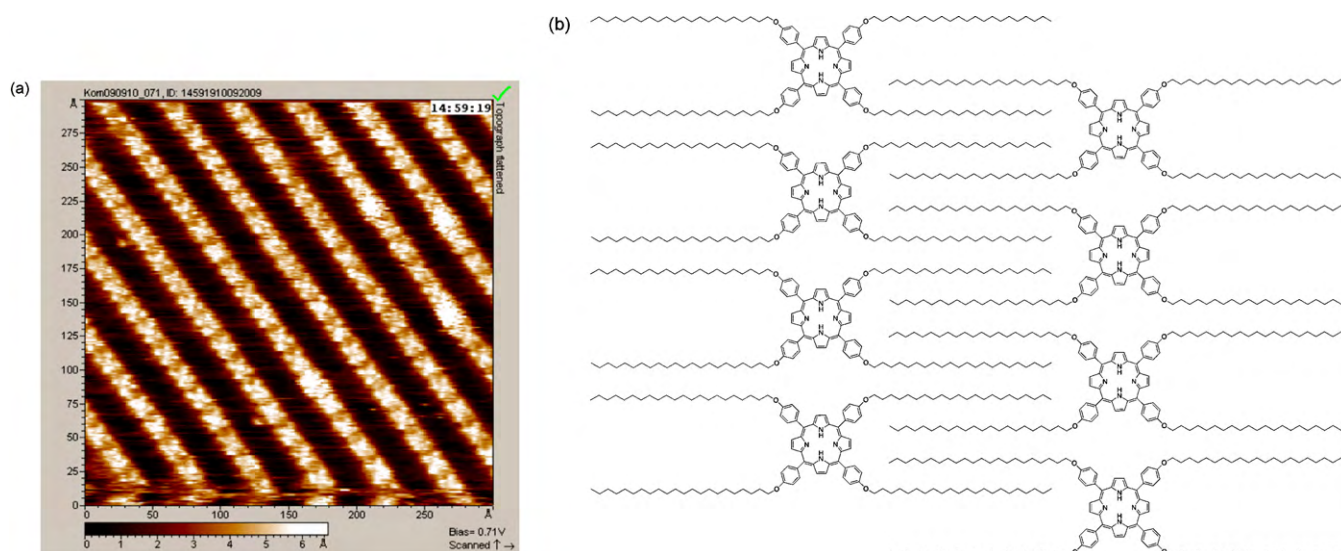 (a)
Kom090910_071, ID: 14591910092009
Å
14:59:19
Topograph flattened
275
250
225
200
175
150
125
100
75
50
25
0
0 50 100 150 200 250 Å
0 1 2 3 4 5 6 Å
Bias= 0.71V
Scanned ↑ →
(b)
O O
N
H
N N
H
N
O O
O O
N
H
N N
H
N
O O
O O
N
H
N N
H
N
O O
O O
N
H
N N
H
N
O O
O O
N
H
N N
H
N
O O
O O
N
H
N N
H
N
O O
O O
N
H
N N
H
N
O O
O O
N
H
N N
H
N
O O